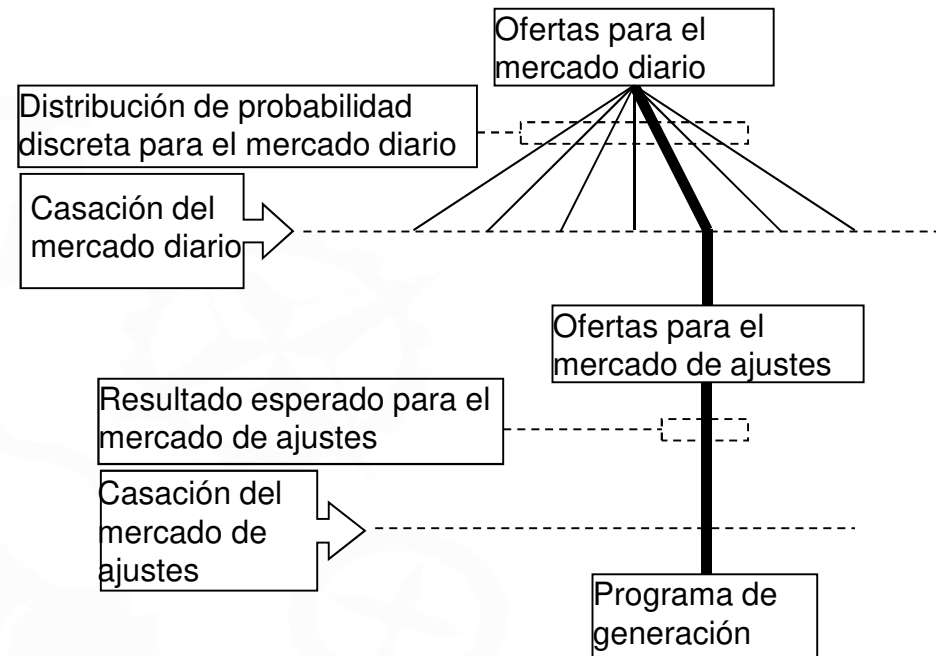 Ofertas para el
mercado diario
Distribución de probabilidad
discreta para el mercado diario
Casación del
mercado diario
Ofertas para el
mercado de ajustes
Resultado esperado para el
mercado de ajustes
Casación del
mercado de
ajustes
Programa de
generación